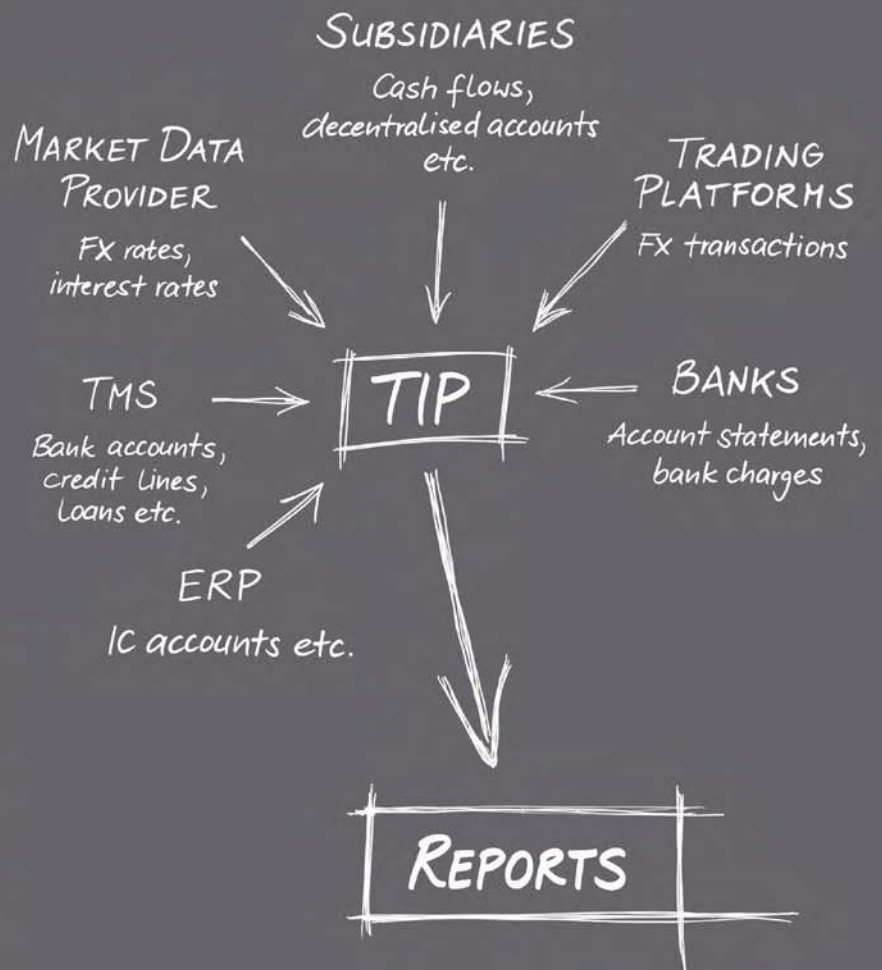 SUBSIDIARIES
Cash flows,
decentralised accounts
etc.
MARKET DATA
PROVIDER
FX rates,
interest rates
TRADING
PLATFORMS
FX transactions
TMS
Bank accounts,
credit lines,
loans etc.
TIP
BANKS
Account statements,
bank charges
ERP
IC accounts etc.
REPORTS